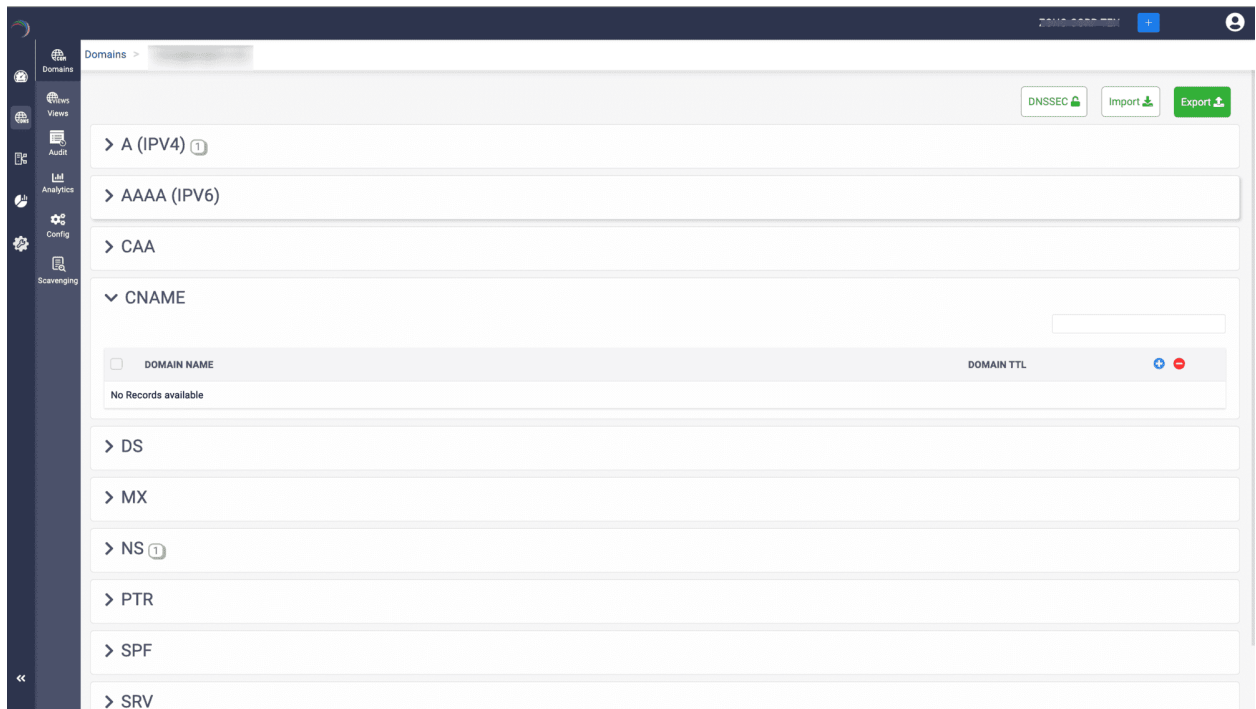 Domains
Views
Audit
Analytics
Config
Scavenging
Domains >
DNSSEC
Import
Export
A (IPV4) 1
AAAA (IPV6)
CAA
CNAME
DOMAIN NAME DOMAIN TTL
No Records available
DS
MX
NS 1
PTR
SPF
SRV